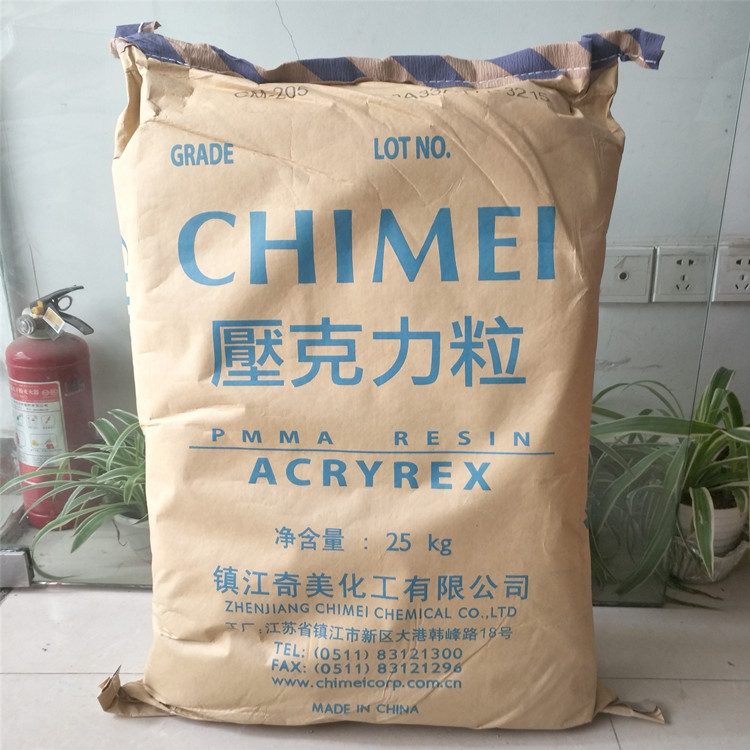 CM-205
3215
GRADE LOT NO.
CHIMEI
壓克力粒
PMMA RESIN
ACRYREX
净含量 : 25 kg
镇江奇美化工有限公司
ZHENJIANG CHIMEI CHEMICAL CO.,LTD
工厂:江苏省镇江市新区大港韩峰路18号
TEL: (0511) 83121300
FAX: (0511) 83121296
www.chimeicorp.com.cn
MADE IN CHINA